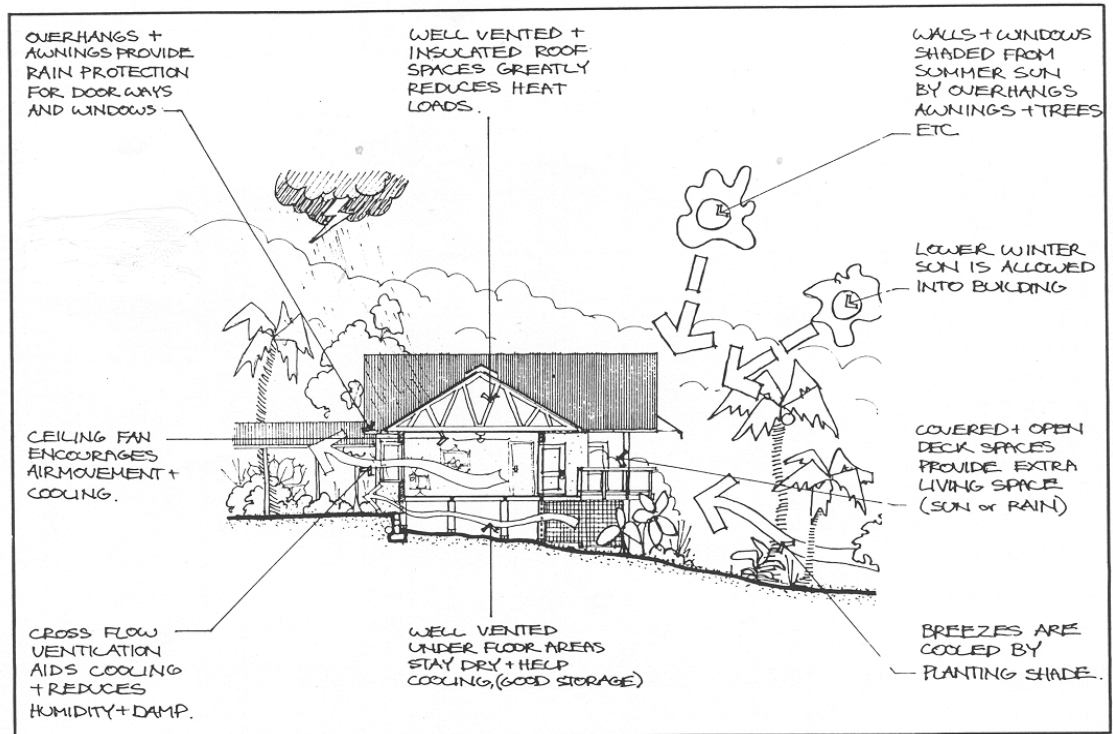 OVERHANGS +
AWNINGS PROVIDE
RAIN PROTECTION
FOR DOORWAYS
AND WINDOWS
WELL VENTED +
INSULATED ROOF
SPACES GREATLY
REDUCES HEAT
LOADS.
WALLS + WINDOWS
SHADED FROM
SUMMER SUN
BY OVERHANGS
AWNINGS + TREES
ETC
LOWER WINTER
SUN IS ALLOWED
INTO BUILDING
CEILING FAN
ENCOURAGES
AIRMOVEMENT +
COOLING.
COVERED + OPEN
DECK SPACES
PROVIDE EXTRA
LIVING SPACE
(SUN or RAIN)
CROSS FLOW
VENTILATION
AIDS COOLING
+ REDUCES
HUMIDITY + DAMP.
WELL VENTED
UNDER FLOOR AREAS
STAY DRY + HELP
COOLING, (GOOD STORAGE)
BREEZES ARE
COOLED BY
PLANTING SHADE.